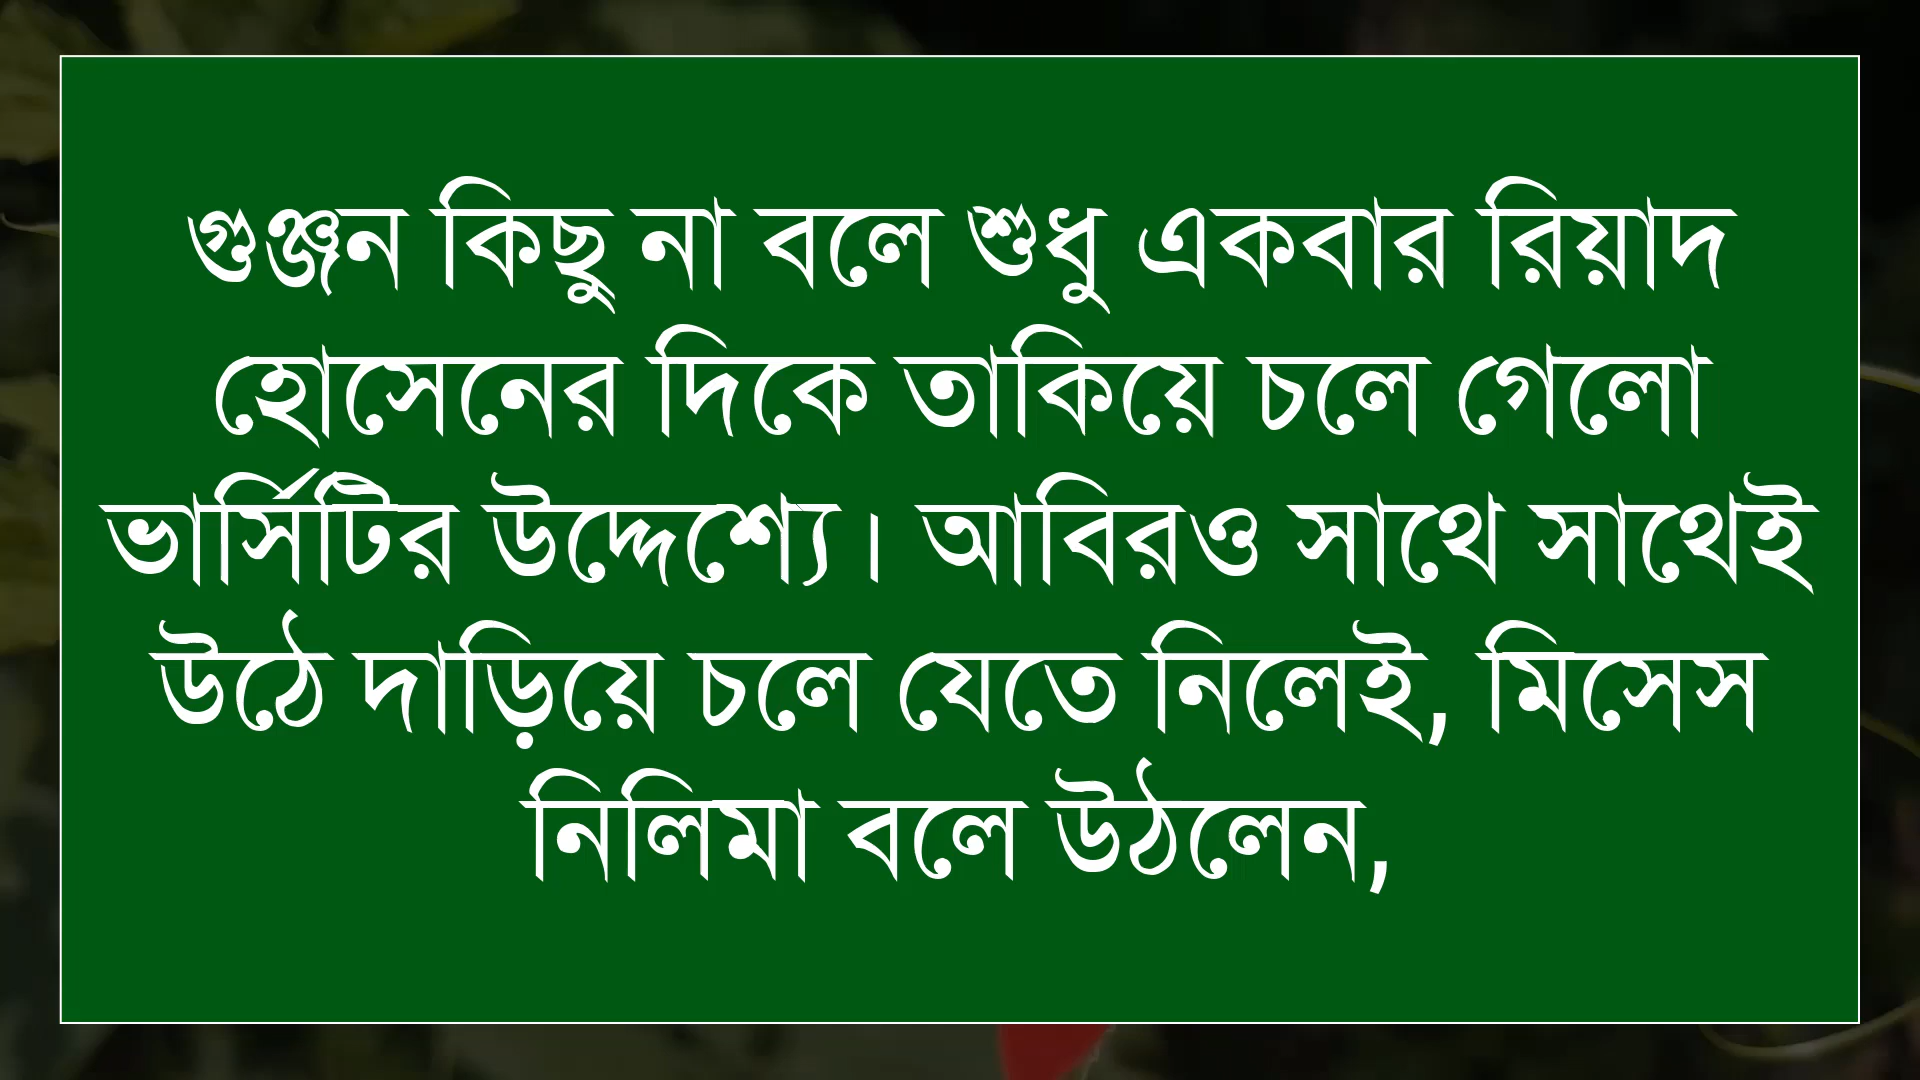 গুঞ্জন কিছু না বলে শুধু একবার রিয়াদ
হোসেনের দিকে তাকিয়ে চলে গেলো
ভার্সিটির উদ্দেশ্যে। আবিরও সাথে সাথেই
উঠে দাড়িয়ে চলে যেতে নিলেই, মিসেস
নিলিমা বলে উঠলেন,